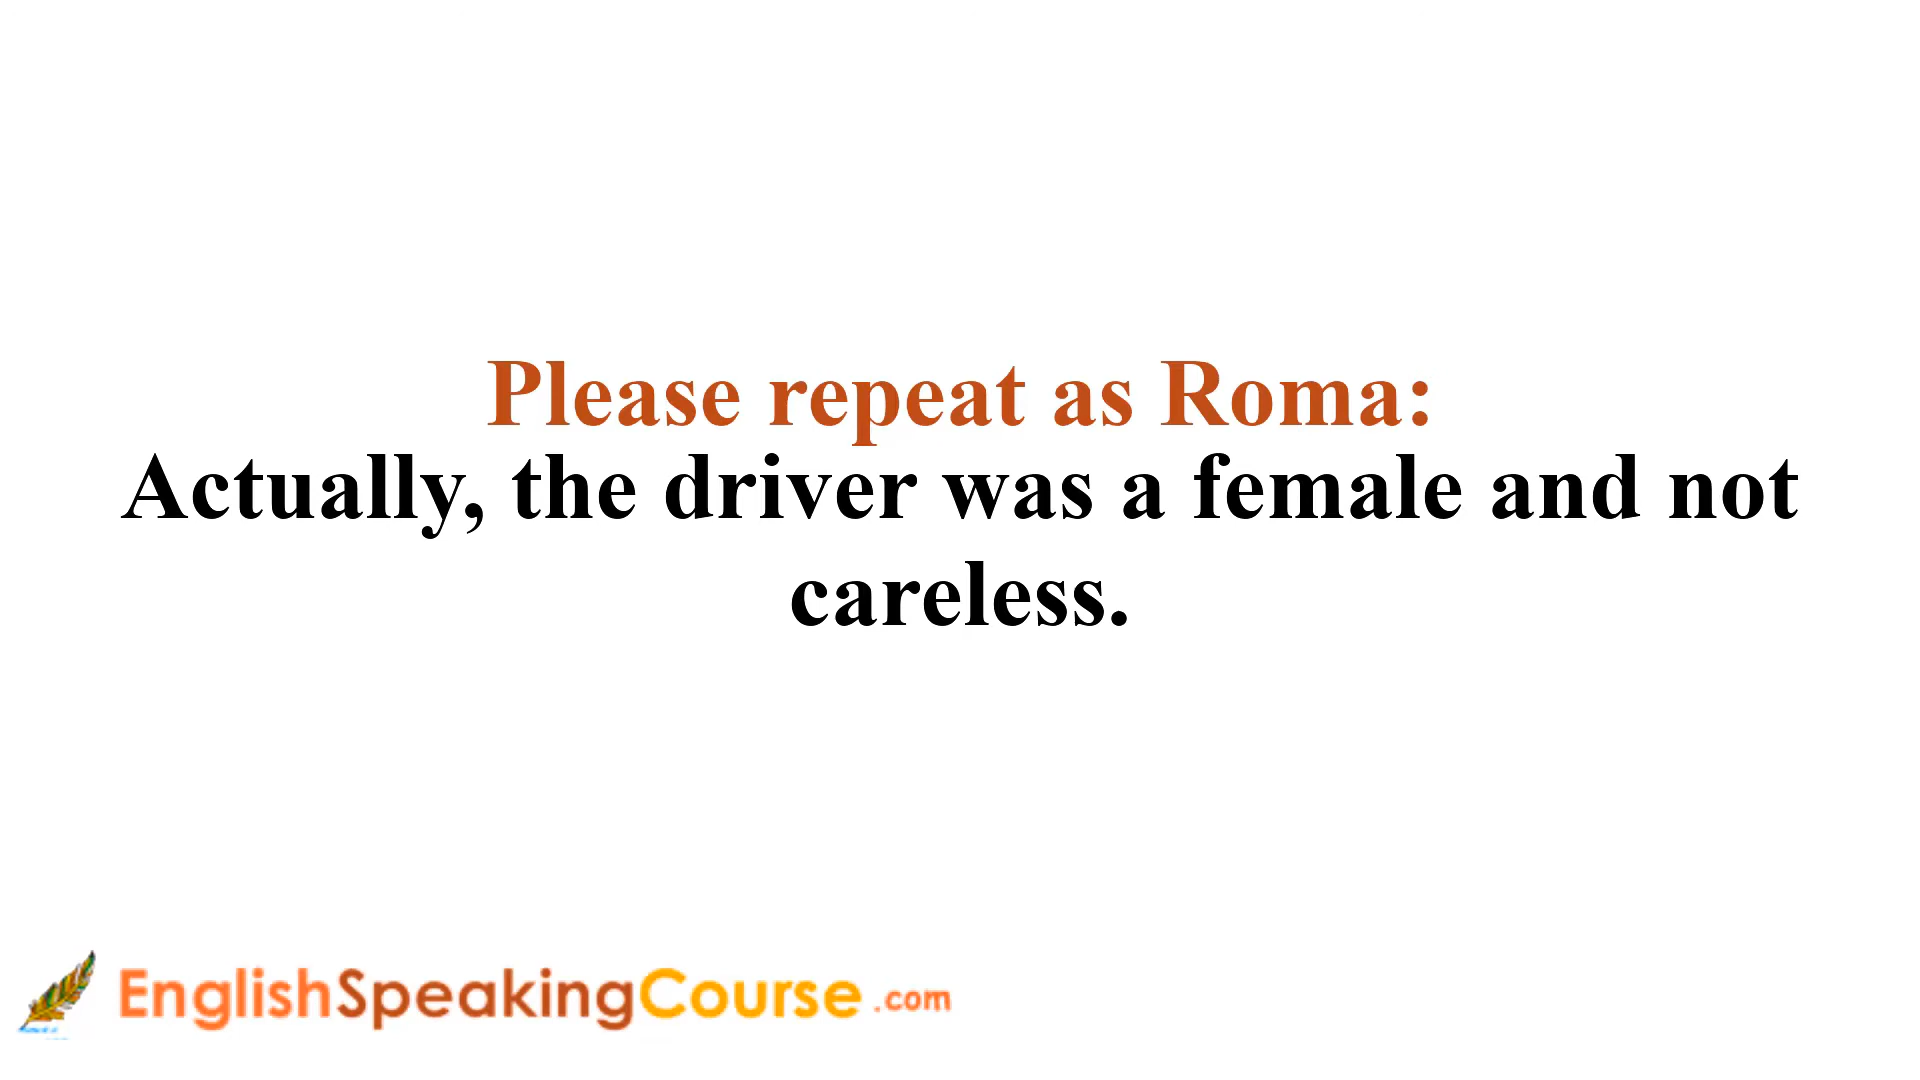 Please repeat as Roma:
Actually, the driver was a female and not
careless.
EnglishSpeakingCourse.com